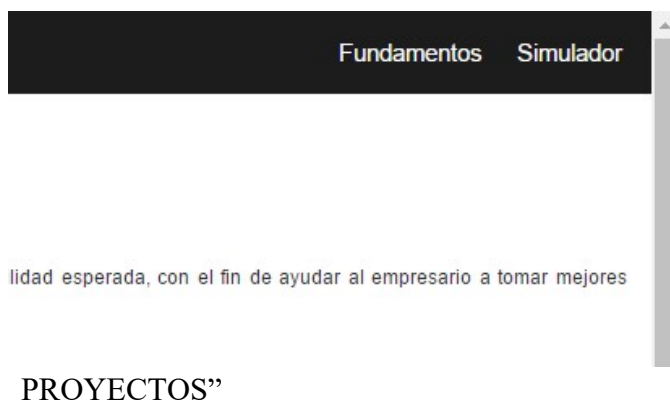 Fundamentos Simulador
lidad esperada, con el fin de ayudar al empresario a tomar mejores
PROYECTOS”